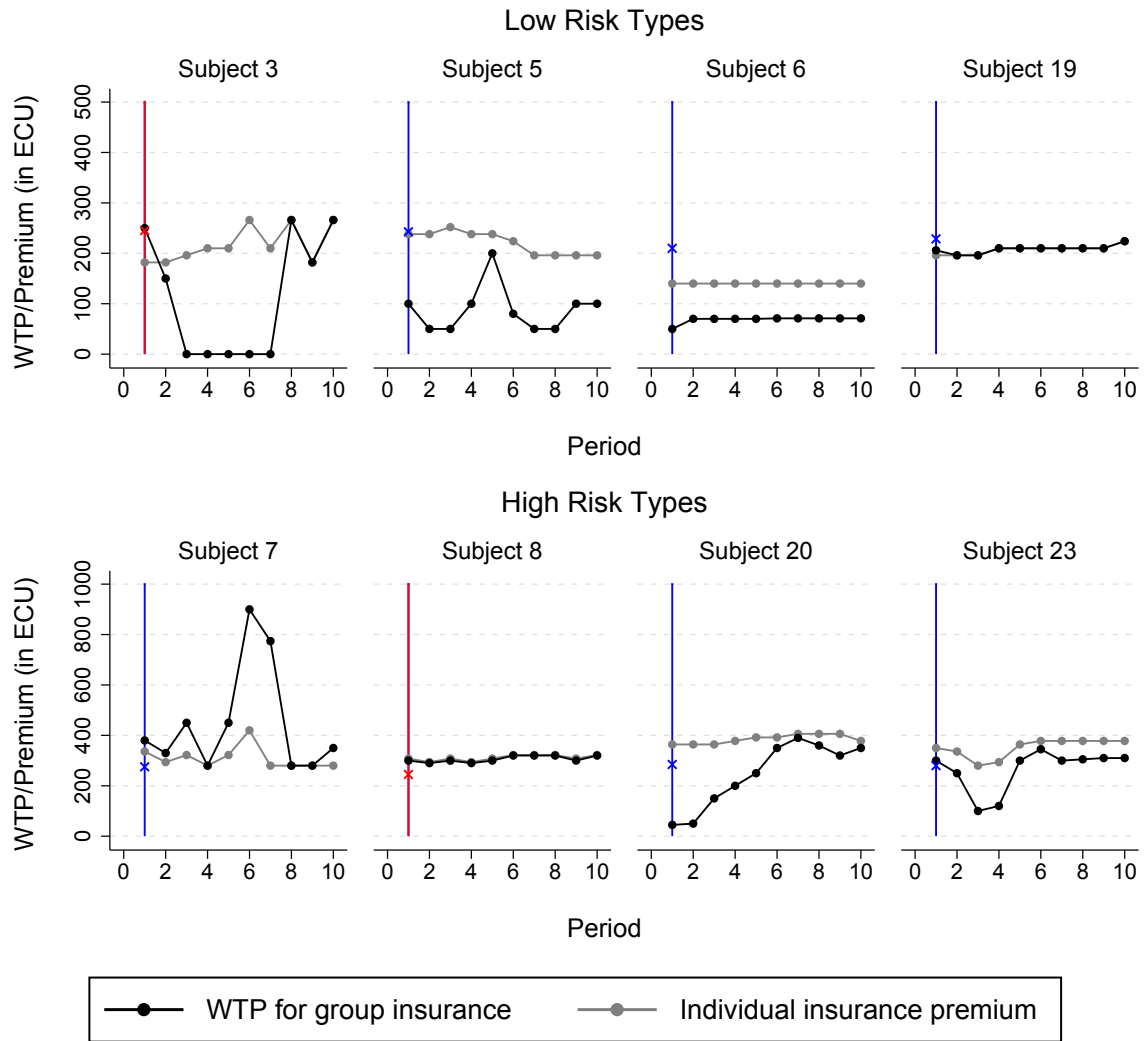 Low Risk Types
Subject 3 Subject 5 Subject 6 Subject 19
WTP/Premium (in ECU)
500
400
300
200
100
0
0 2 4 6 8 10 0 2 4 6 8 10 0 2 4 6 8 10 0 2 4 6 8 10
Period
High Risk Types
Subject 7 Subject 8 Subject 20 Subject 23
WTP/Premium (in ECU)
1000
800
600
400
200
0
0 2 4 6 8 10 0 2 4 6 8 10 0 2 4 6 8 10 0 2 4 6 8 10
Period
WTP for group insurance Individual insurance premium